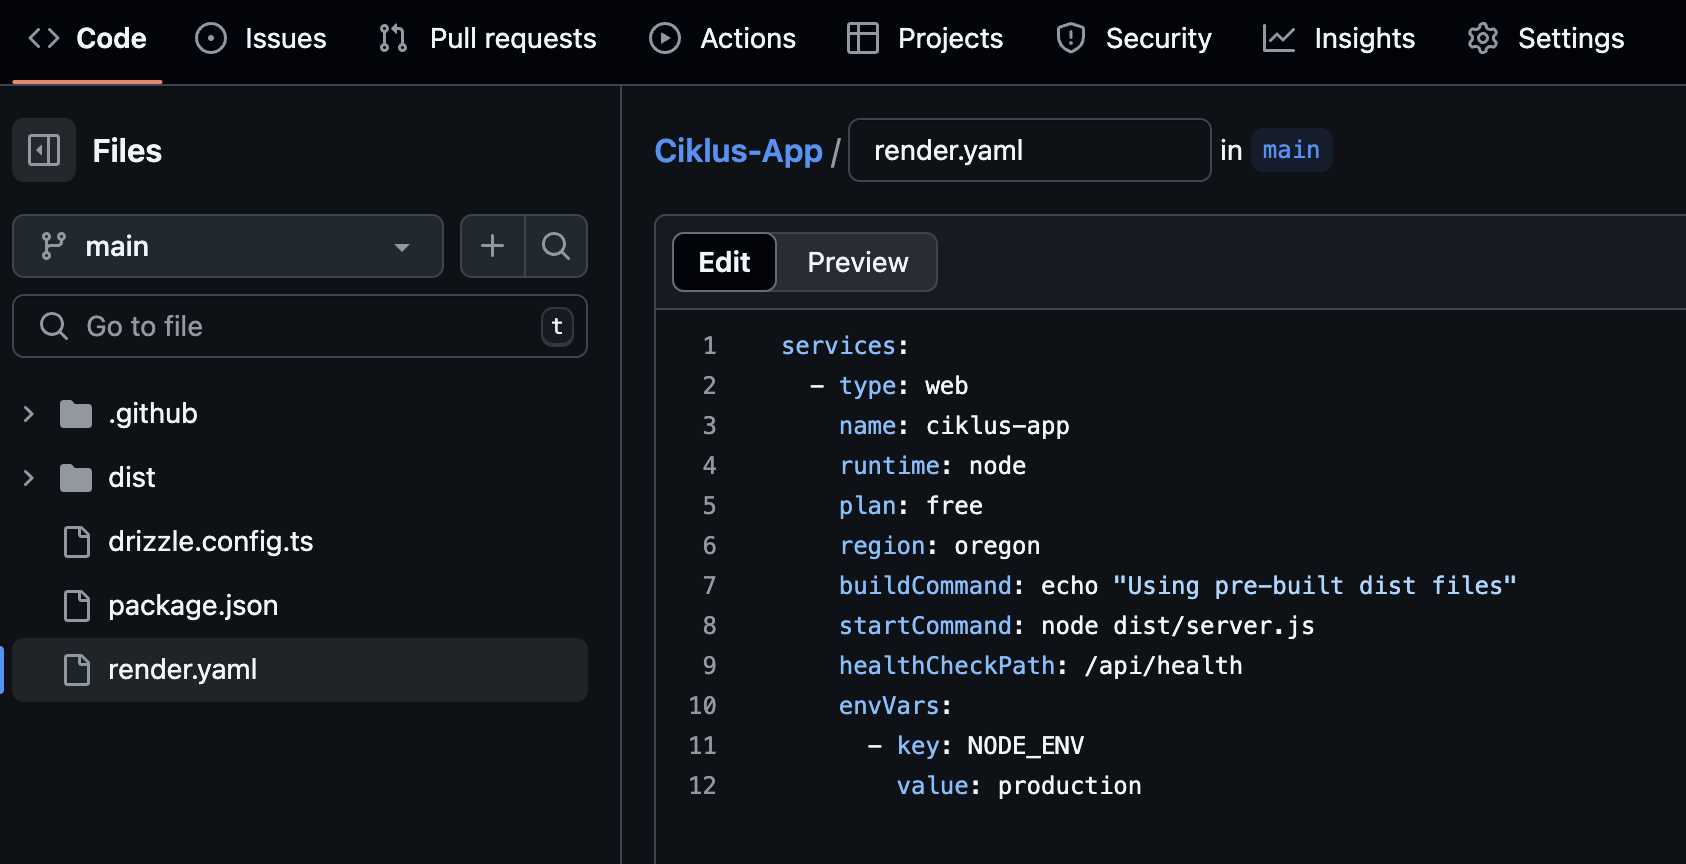 Code Issues Pull requests Actions Projects Security Insights Settings
Files
main
Go to file t
.github
dist
drizzle.config.ts
package.json
render.yaml
Ciklus-App / render.yaml in main
Edit Preview
1 services:
2   - type: web
3     name: ciklus-app
4     runtime: node
5     plan: free
6     region: oregon
7     buildCommand: echo "Using pre-built dist files"
8     startCommand: node dist/server.js
9     healthCheckPath: /api/health
10     envVars:
11       - key: NODE_ENV
12         value: production